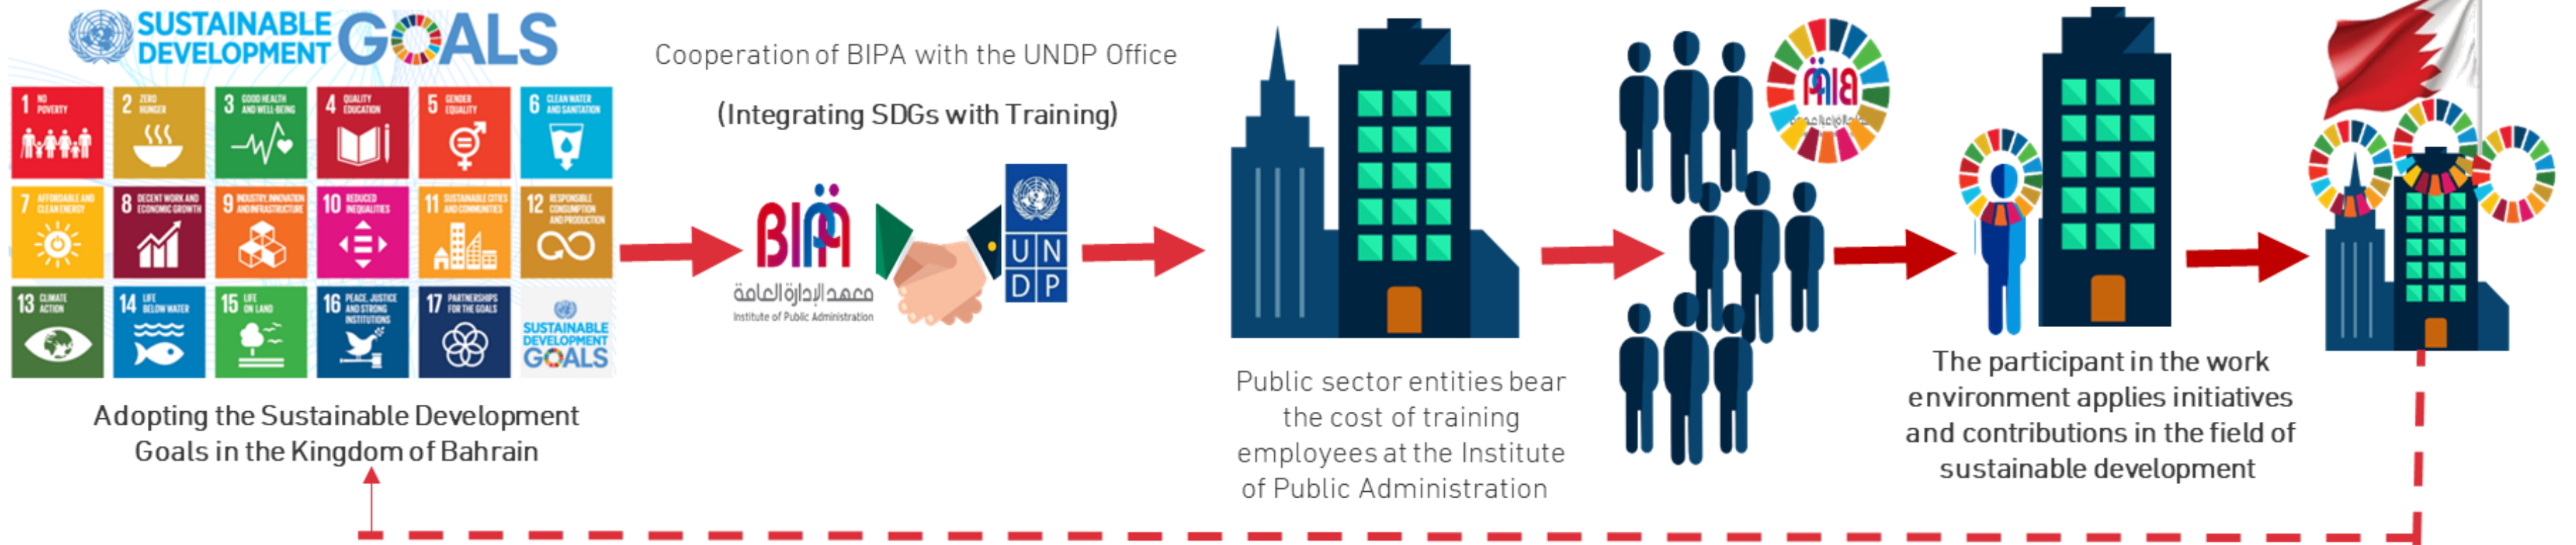 SUSTAINABLE
DEVELOPMENT
GOALS
1 NO
POVERTY
2 ZERO
HUNGER
3 GOOD HEALTH
AND WELL-BEING
4 QUALITY
EDUCATION
5 GENDER
EQUALITY
6 CLEAN WATER
AND SANITATION
7 AFFORDABLE AND
CLEAN ENERGY
8 DECENT WORK AND
ECONOMIC GROWTH
9 INDUSTRY, INNOVATION
AND INFRASTRUCTURE
10 REDUCED
INEQUALITIES
11 SUSTAINABLE CITIES
AND COMMUNITIES
12 RESPONSIBLE
CONSUMPTION
AND PRODUCTION
13 CLIMATE
ACTION
14 LIFE
BELOW WATER
15 LIFE
ON LAND
16 PEACE, JUSTICE
AND STRONG
INSTITUTIONS
17 PARTNERSHIPS
FOR THE GOALS
SUSTAINABLE
DEVELOPMENT
GOALS
Adopting the Sustainable Development
Goals in the Kingdom of Bahrain
Cooperation of BIPA with the UNDP Office
(Integrating SDGs with Training)
BIPA
معهد الإدارة العامة
Institute of Public Administration
UN
DP
Public sector entities bear
the cost of training
employees at the Institute
of Public Administration
BIPA
The participant in the work
environment applies initiatives
and contributions in the field of
sustainable development